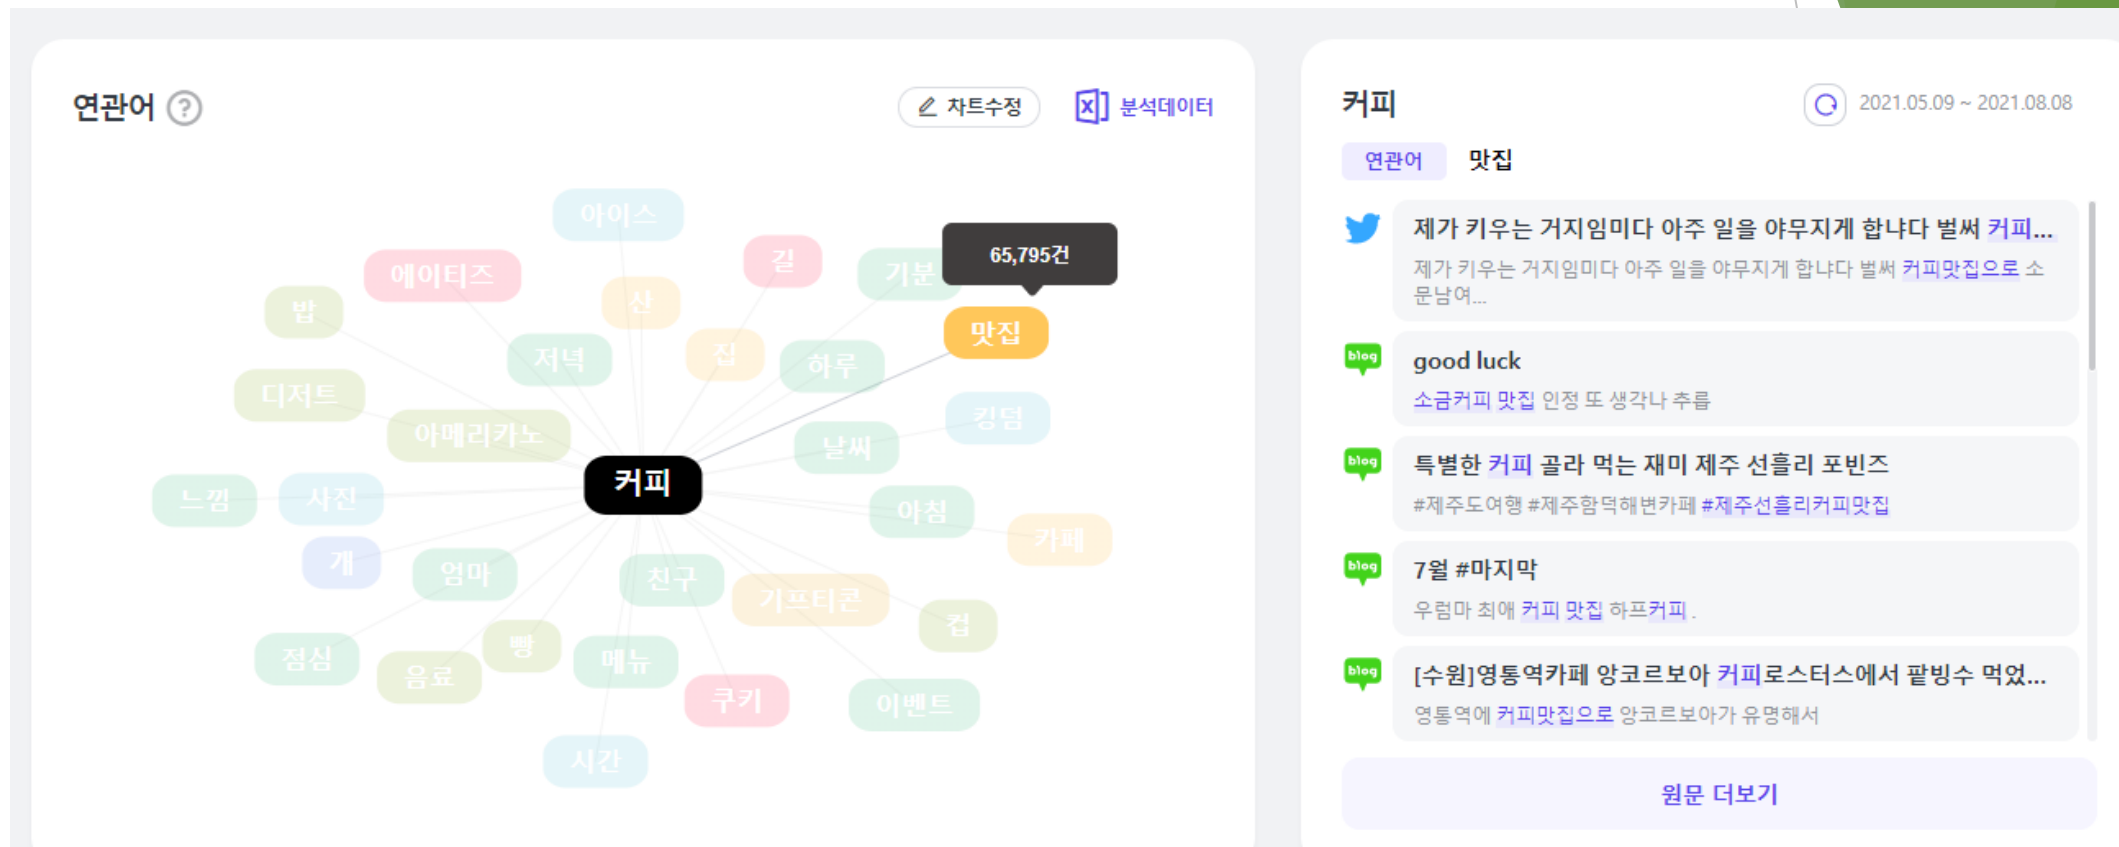 연관어 ?
차트수정
분석데이터
아이스
에이티즈
길
기분
65,795건
밥
산
맛집
저녁
집
하루
디저트
아메리카노
킹덤
날씨
커피
느낌
사진
아침
카페
개
엄마
친구
기프티콘
컵
점심
음료
빵
메뉴
쿠키
이벤트
시간
커피
2021.05.09 ~ 2021.08.08
연관어 맛집
제가 키우는 거지임미다 아주 일을 야무지게 합냐다 벌써 커피...
제가 키우는 거지임미다 아주 일을 야무지게 합냐다 벌써 커피맛집으로 소
문남여...
blog
good luck
소금커피 맛집 인정 또 생각나 추릅
blog
특별한 커피 골라 먹는 재미 제주 선흘리 포빈즈
#제주도여행 #제주함덕해변카페 #제주선흘리커피맛집
blog
7월 #마지막
우럼마 최애 커피 맛집 하프커피 .
blog
[수원]영통역카페 앙코르보아 커피로스터스에서 팥빙수 먹었...
영통역에 커피맛집으로 앙코르보아가 유명해서
원문 더보기